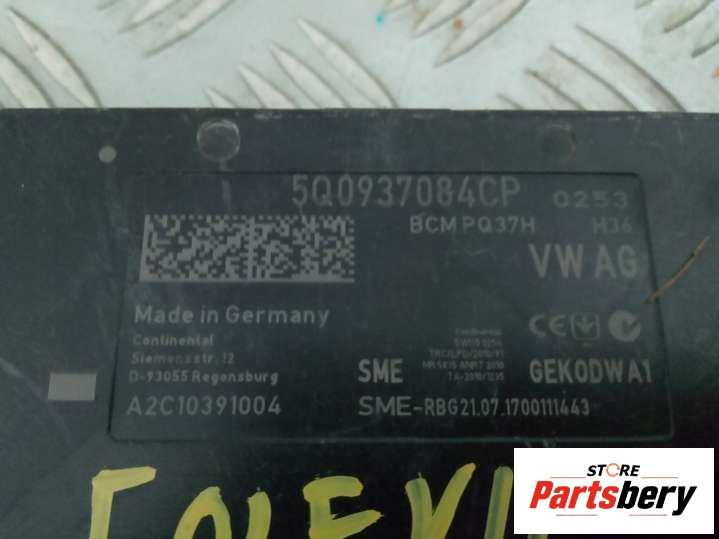 5Q0937084CP 0253
BCM PQ37H H36
VW AG
Made in Germany
Continental
Siemensstr. 12
D-93055 Regensburg
A2C10391004
SME
GEK0DWA1
SME-RBG21.07.1700111443
STORE
Partsbery